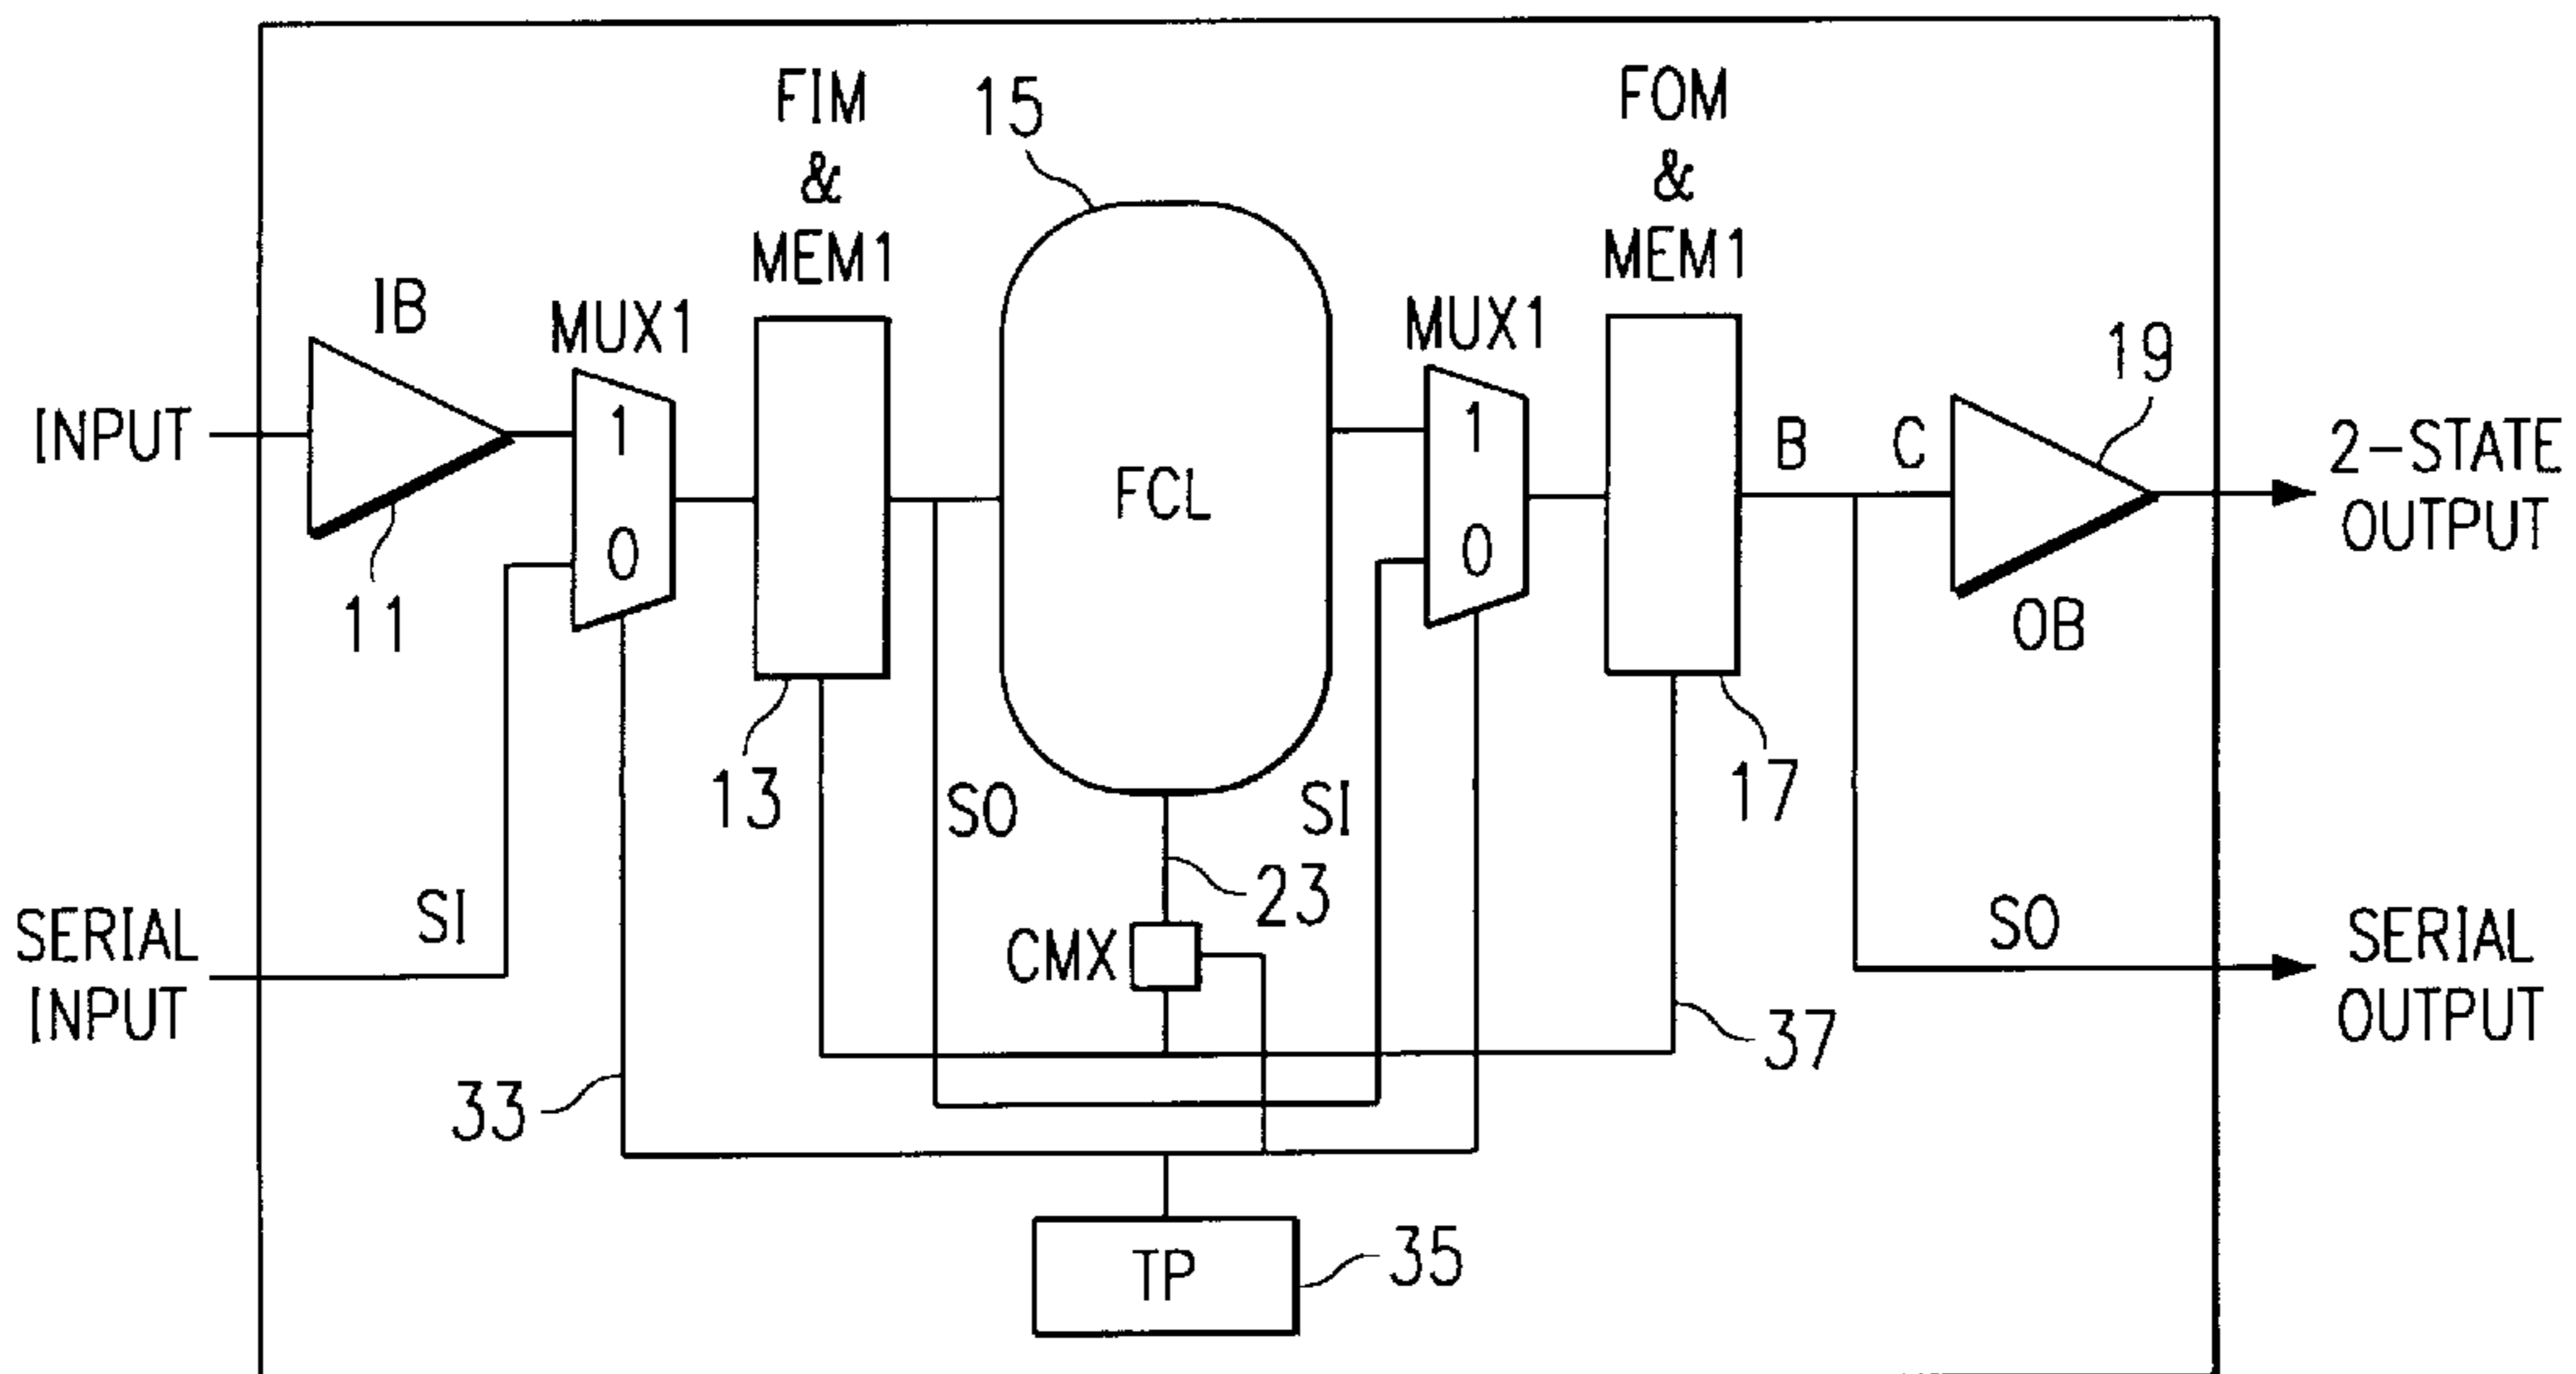 FIM
&
MEM1
15
FOM
&
MEM1
IB
MUX1
MUX1
19
INPUT
1
0
FCL
1
0
B
C
2-STATE
OUTPUT
11
OB
13
SO
SI
17
SI
23
SO
SERIAL
INPUT
CMX
SERIAL
OUTPUT
33
37
TP
35